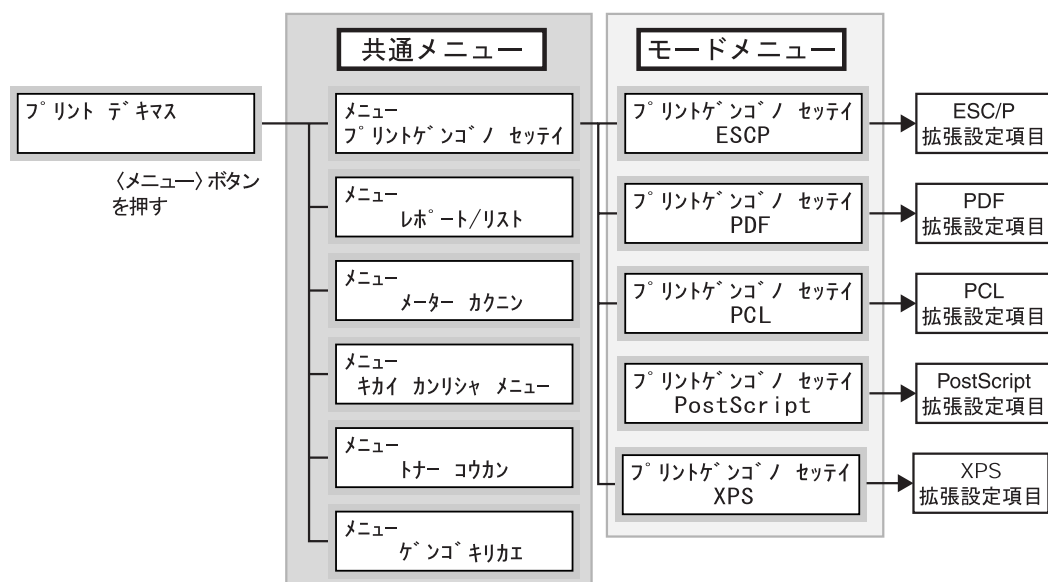 共通メニュー
モードメニュー
プリント デキマス
〈メニュー〉ボタン
を押す
メニュー
プリントゲンゴノ セッテイ
メニュー
レポート/リスト
メニュー
メーター カクニン
メニュー
キカイ カンリシャ メニュー
メニュー
トナー コウカン
メニュー
ゲンゴキリカエ
プリントゲンゴノ セッテイ
ESCP
プリントゲンゴノ セッテイ
PDF
プリントゲンゴノ セッテイ
PCL
プリントゲンゴノ セッテイ
PostScript
プリントゲンゴノ セッテイ
XPS
ESC/P
拡張設定項目
PDF
拡張設定項目
PCL
拡張設定項目
PostScript
拡張設定項目
XPS
拡張設定項目